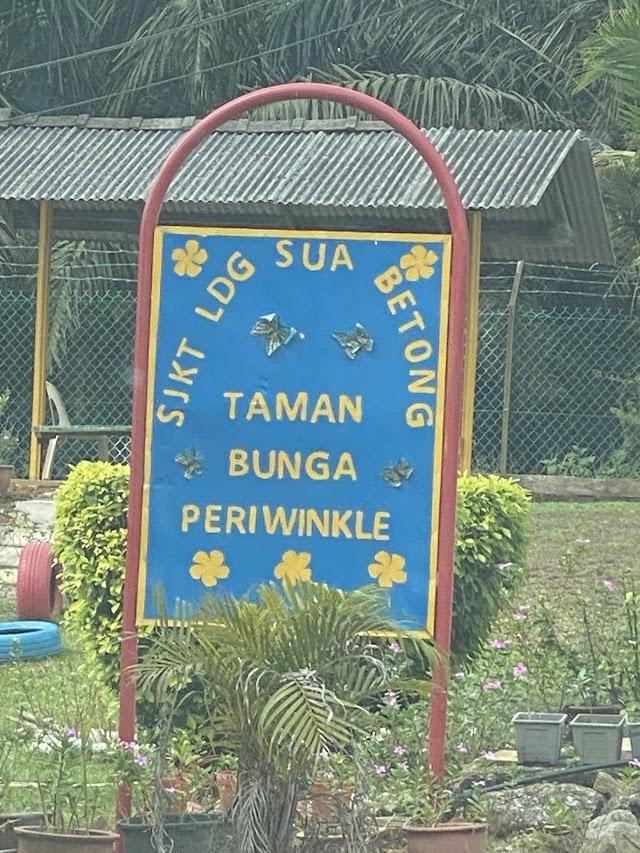 SJKT LDG SUA BETONG
TAMAN
BUNGA
PERIWINKLE